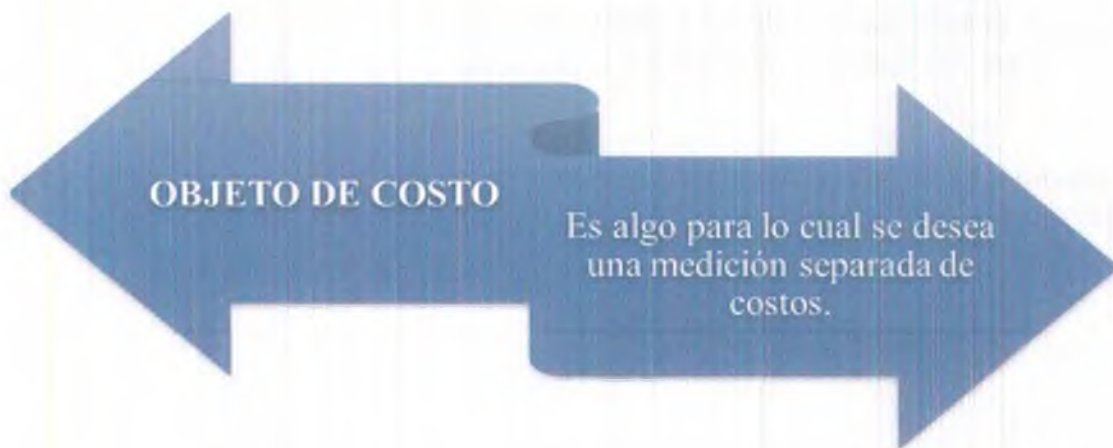 OBJETO DE COSTO
Es algo para lo cual se desea
una medición separada de
costos.